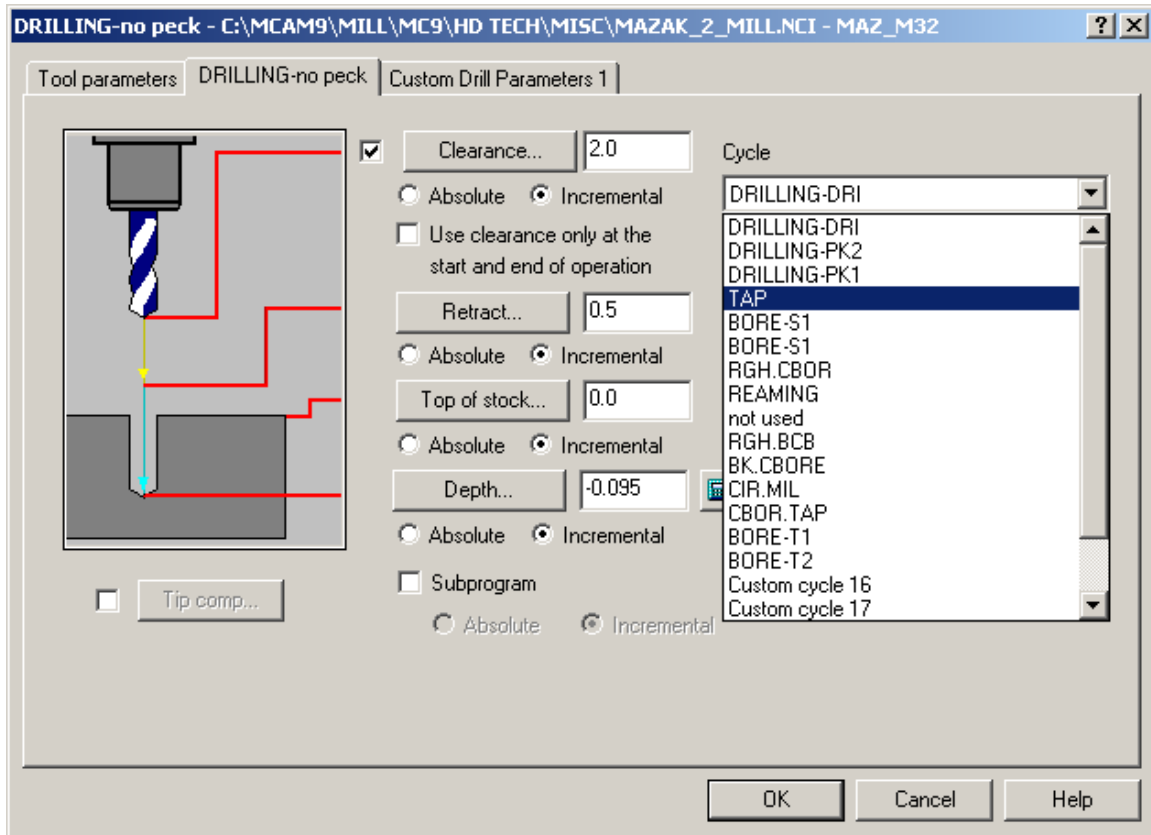 DRILLING-no peck - C:\MCAM9\MILL\MC9\HD TECH\MISC\MAZAK_2_MILL.NCI - MAZ_M32
Tool parameters
DRILLING-no peck
Custom Drill Parameters 1
Clearance...
2.0
Absolute
Incremental
Use clearance only at the
start and end of operation
Retract...
0.5
Absolute
Incremental
Top of stock...
0.0
Absolute
Incremental
Depth...
-0.095
Absolute
Incremental
Subprogram
Absolute
Incremental
Tip comp...
Cycle
DRILLING-DRI
DRILLING-DRI
DRILLING-PK2
DRILLING-PK1
TAP
BORE-S1
BORE-S1
RGH.CBOR
REAMING
not used
RGH.BCB
BK.CBORE
CIR.MIL
CBOR.TAP
BORE-T1
BORE-T2
Custom cycle 16
Custom cycle 17
OK
Cancel
Help